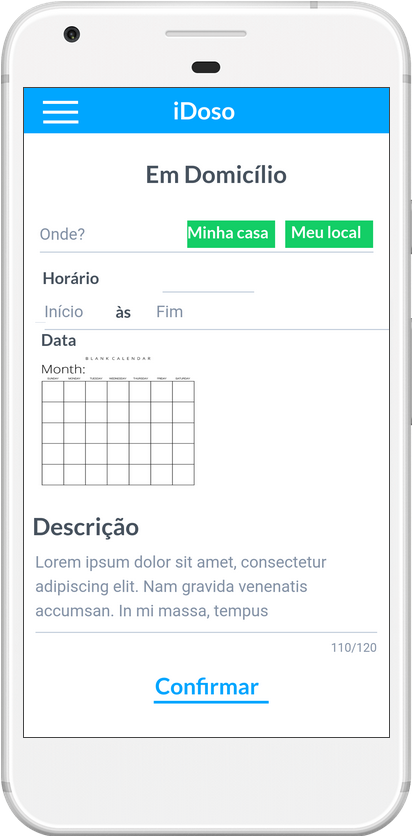 iDoso
Em Domicílio
Onde? Minha casa Meu local
Horário
Início às Fim
Data
BLANK CALENDAR
Month:
SUNDAY MONDAY TUESDAY WEDNESDAY THURSDAY FRIDAY SATURDAY
Descrição
Lorem ipsum dolor sit amet, consectetur
adipiscing elit. Nam gravida venenatis
accumsan. In mi massa, tempus
110/120
Confirmar